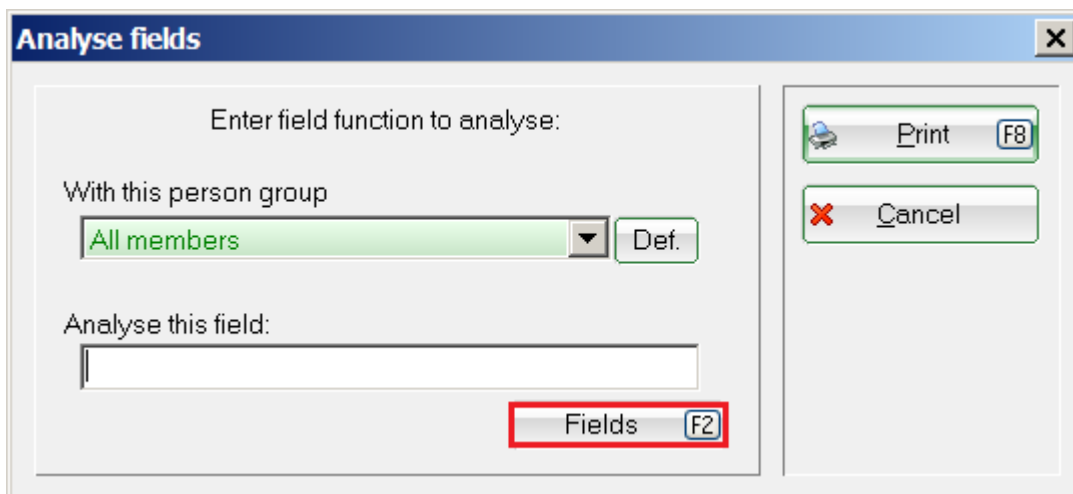 Analyse fields
Enter field function to analyse:
With this person group
All members
Def.
Analyse this field:
Fields F2
Print F8
Cancel